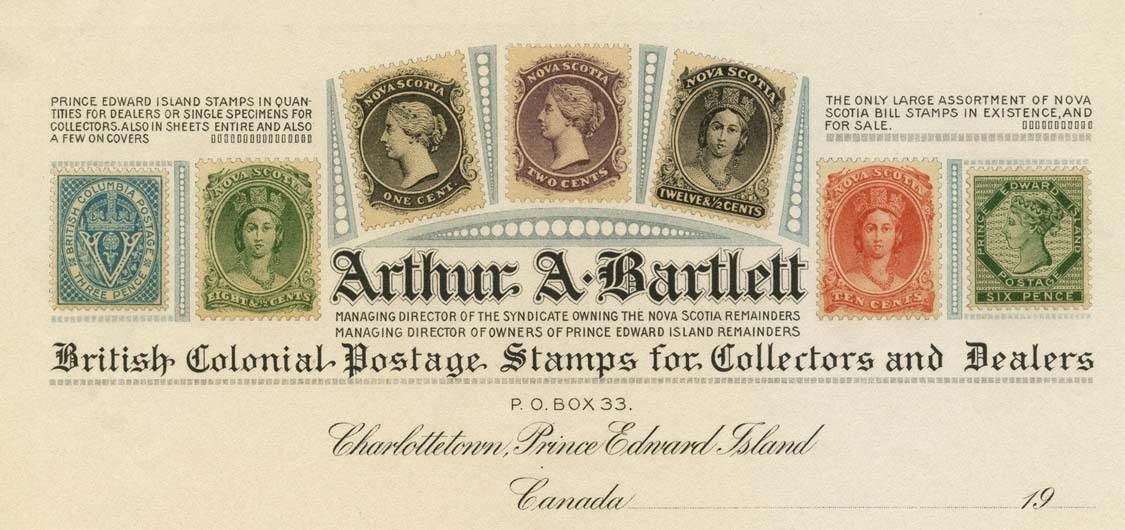 PRINCE EDWARD ISLAND STAMPS IN QUAN-
TITIES FOR DEALERS OR SINGLE SPECIMENS FOR
COLLECTORS. ALSO IN SHEETS ENTIRE AND ALSO
A FEW ON COVERS
NOVA SCOTIA
ONE CENT.
NOVA SCOTIA
TWO CENTS
NOVA SCOTIA
TWELVE & 1/2 CENTS
THE ONLY LARGE ASSORTMENT OF NOVA
SCOTIA BILL STAMPS IN EXISTENCE, AND
FOR SALE.
BRITISH COLUMBIA POSTAGE
THREE PENCE
NOVA SCOTIA
EIGHT & 1/2 CENTS
NOVA SCOTIA
TEN CENTS
PRINCE EDWARD ISLAND
POSTAGE
SIX PENCE
Arthur A. Bartlett
MANAGING DIRECTOR OF THE SYNDICATE OWNING THE NOVA SCOTIA REMAINDERS
MANAGING DIRECTOR OF OWNERS OF PRINCE EDWARD ISLAND REMAINDERS
British Colonial Postage Stamps for Collectors and Dealers
P. O. BOX 33.
Charlottetown, Prince Edward Island
Canada 19